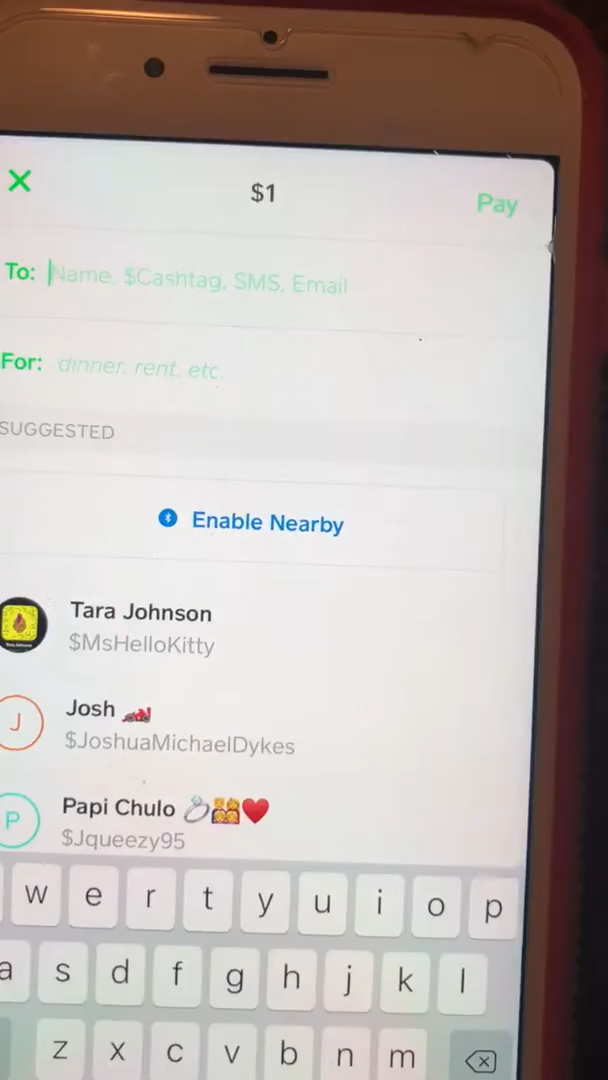 $1
Pay
To: Name, $Cashtag, SMS, Email
For: dinner, rent, etc.
SUGGESTED
Enable Nearby
Tara Johnson
$MsHelloKitty
J
Josh 🏎️
$JoshuaMichaelDykes
P
Papi Chulo 💍👩‍❤️‍👨❤️
$Jqueezy95
w e r t y u i o p
a s d f g h j k l
z x c v b n m